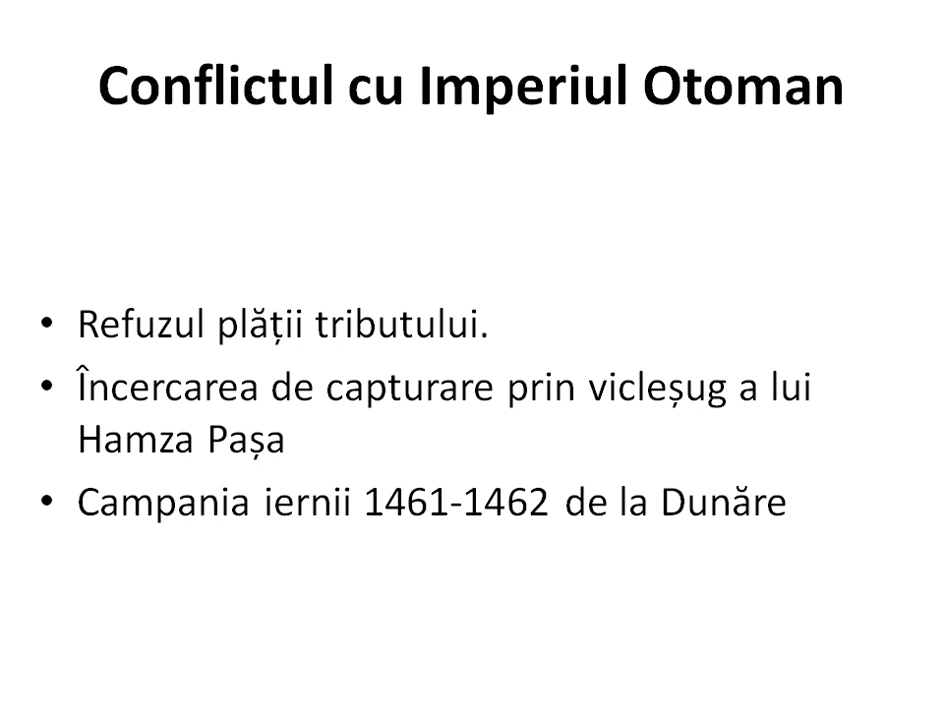 Conflictul cu Imperiul Otoman
• Refuzul plății tributului.
• Încercarea de capturare prin vicleșug a lui
Hamza Pașa
• Campania iernii 1461-1462 de la Dunăre